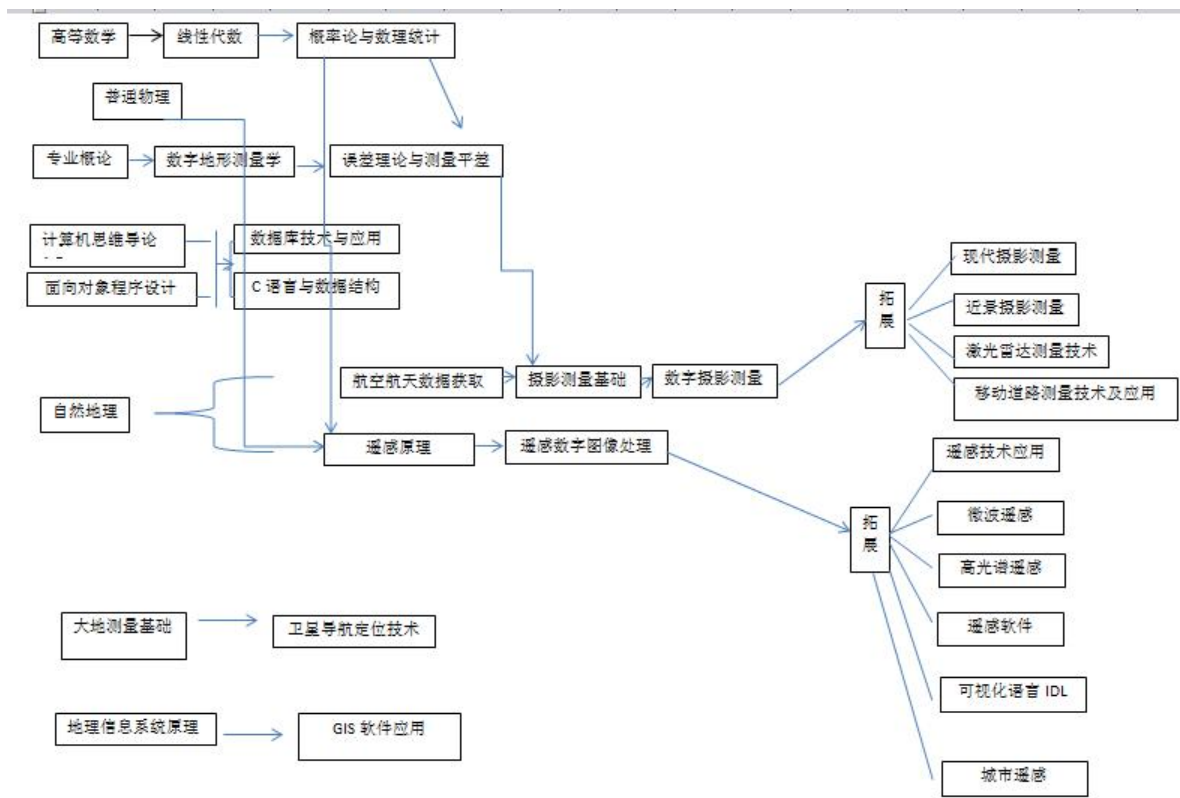 高等数学
线性代数
概率论与数理统计
普通物理
专业概论
数字地形测量学
误差理论与测量平差
计算机思维导论
数据库技术与应用
面向对象程序设计
C 语言与数据结构
现代摄影测量
拓
展
近景摄影测量
激光雷达测量技术
移动道路测量技术及应用
航空航天数据获取
摄影测量基础
数字摄影测量
自然地理
遥感原理
遥感数字图像处理
遥感技术应用
拓
展
微波遥感
高光谱遥感
遥感软件
可视化语言 IDL
城市遥感
大地测量基础
卫星导航定位技术
地理信息系统原理
GIS 软件应用